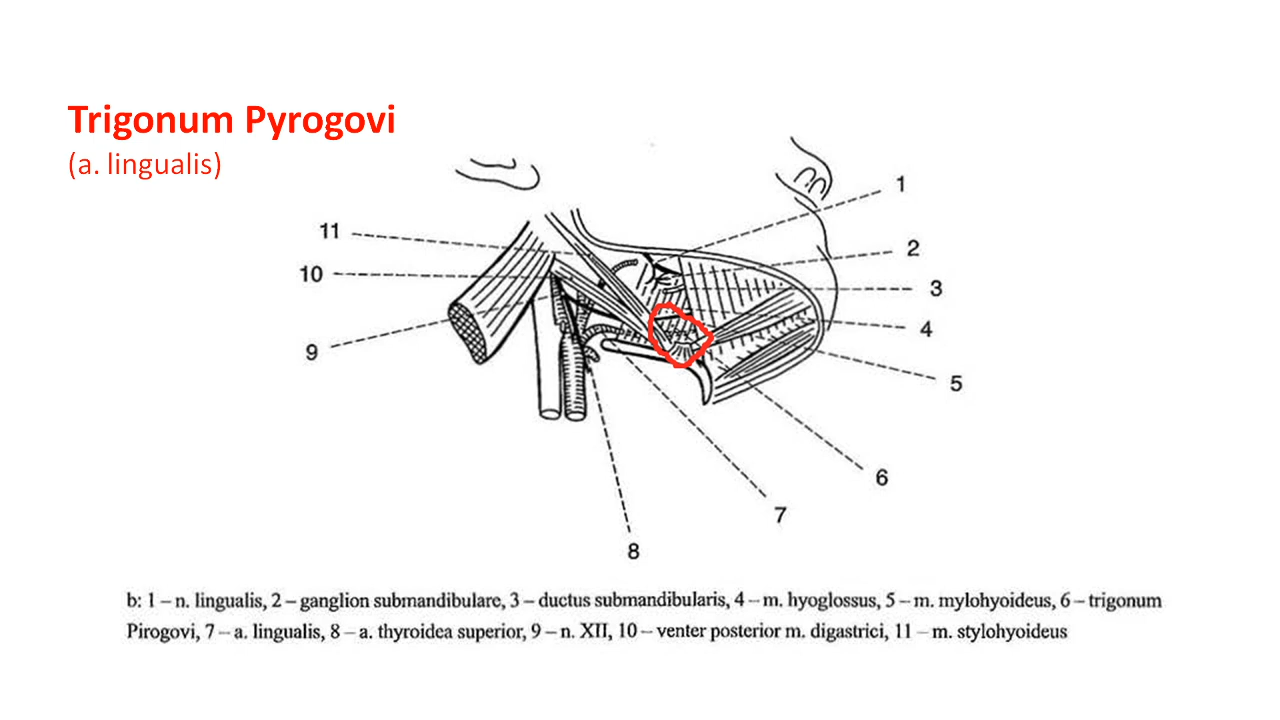 Trigonum Pyrogovi
(a. lingualis)
1
2
11
10
3
4
9
5
6
7
8
b: 1 – n. lingualis, 2 – ganglion submandibulare, 3 – ductus submandibularis, 4 – m. hyoglossus, 5 – m. mylohyoideus, 6 – trigonum
Pirogovi, 7 – a. lingualis, 8 – a. thyroidea superior, 9 – n. XII, 10 – venter posterior m. digastrici, 11 – m. stylohyoideus